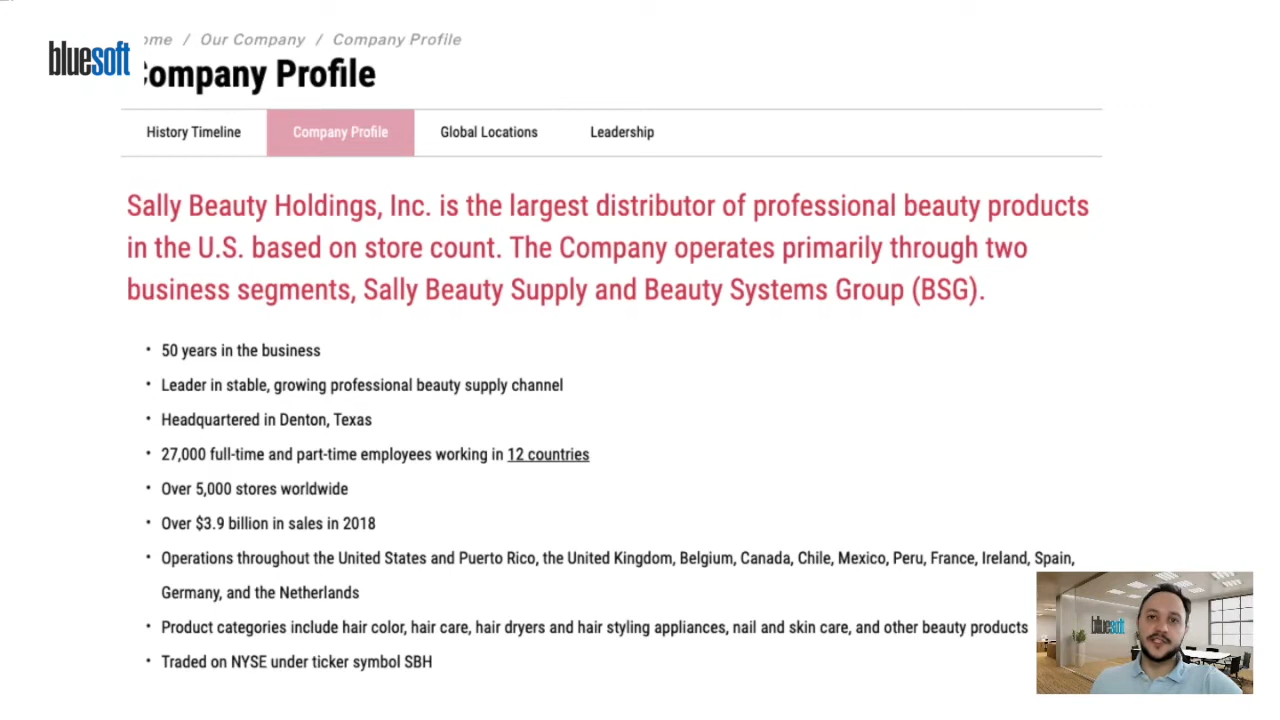 ome / Our Company / Company Profile
bluesoft
ompany Profile
History Timeline
Company Profile
Global Locations
Leadership
Sally Beauty Holdings, Inc. is the largest distributor of professional beauty products
in the U.S. based on store count. The Company operates primarily through two
business segments, Sally Beauty Supply and Beauty Systems Group (BSG).
• 50 years in the business
• Leader in stable, growing professional beauty supply channel
• Headquartered in Denton, Texas
• 27,000 full-time and part-time employees working in 12 countries
• Over 5,000 stores worldwide
• Over $3.9 billion in sales in 2018
• Operations throughout the United States and Puerto Rico, the United Kingdom, Belgium, Canada, Chile, Mexico, Peru, France, Ireland, Spain,
Germany, and the Netherlands
• Product categories include hair color, hair care, hair dryers and hair styling appliances, nail and skin care, and other beauty products
• Traded on NYSE under ticker symbol SBH
bluesoft